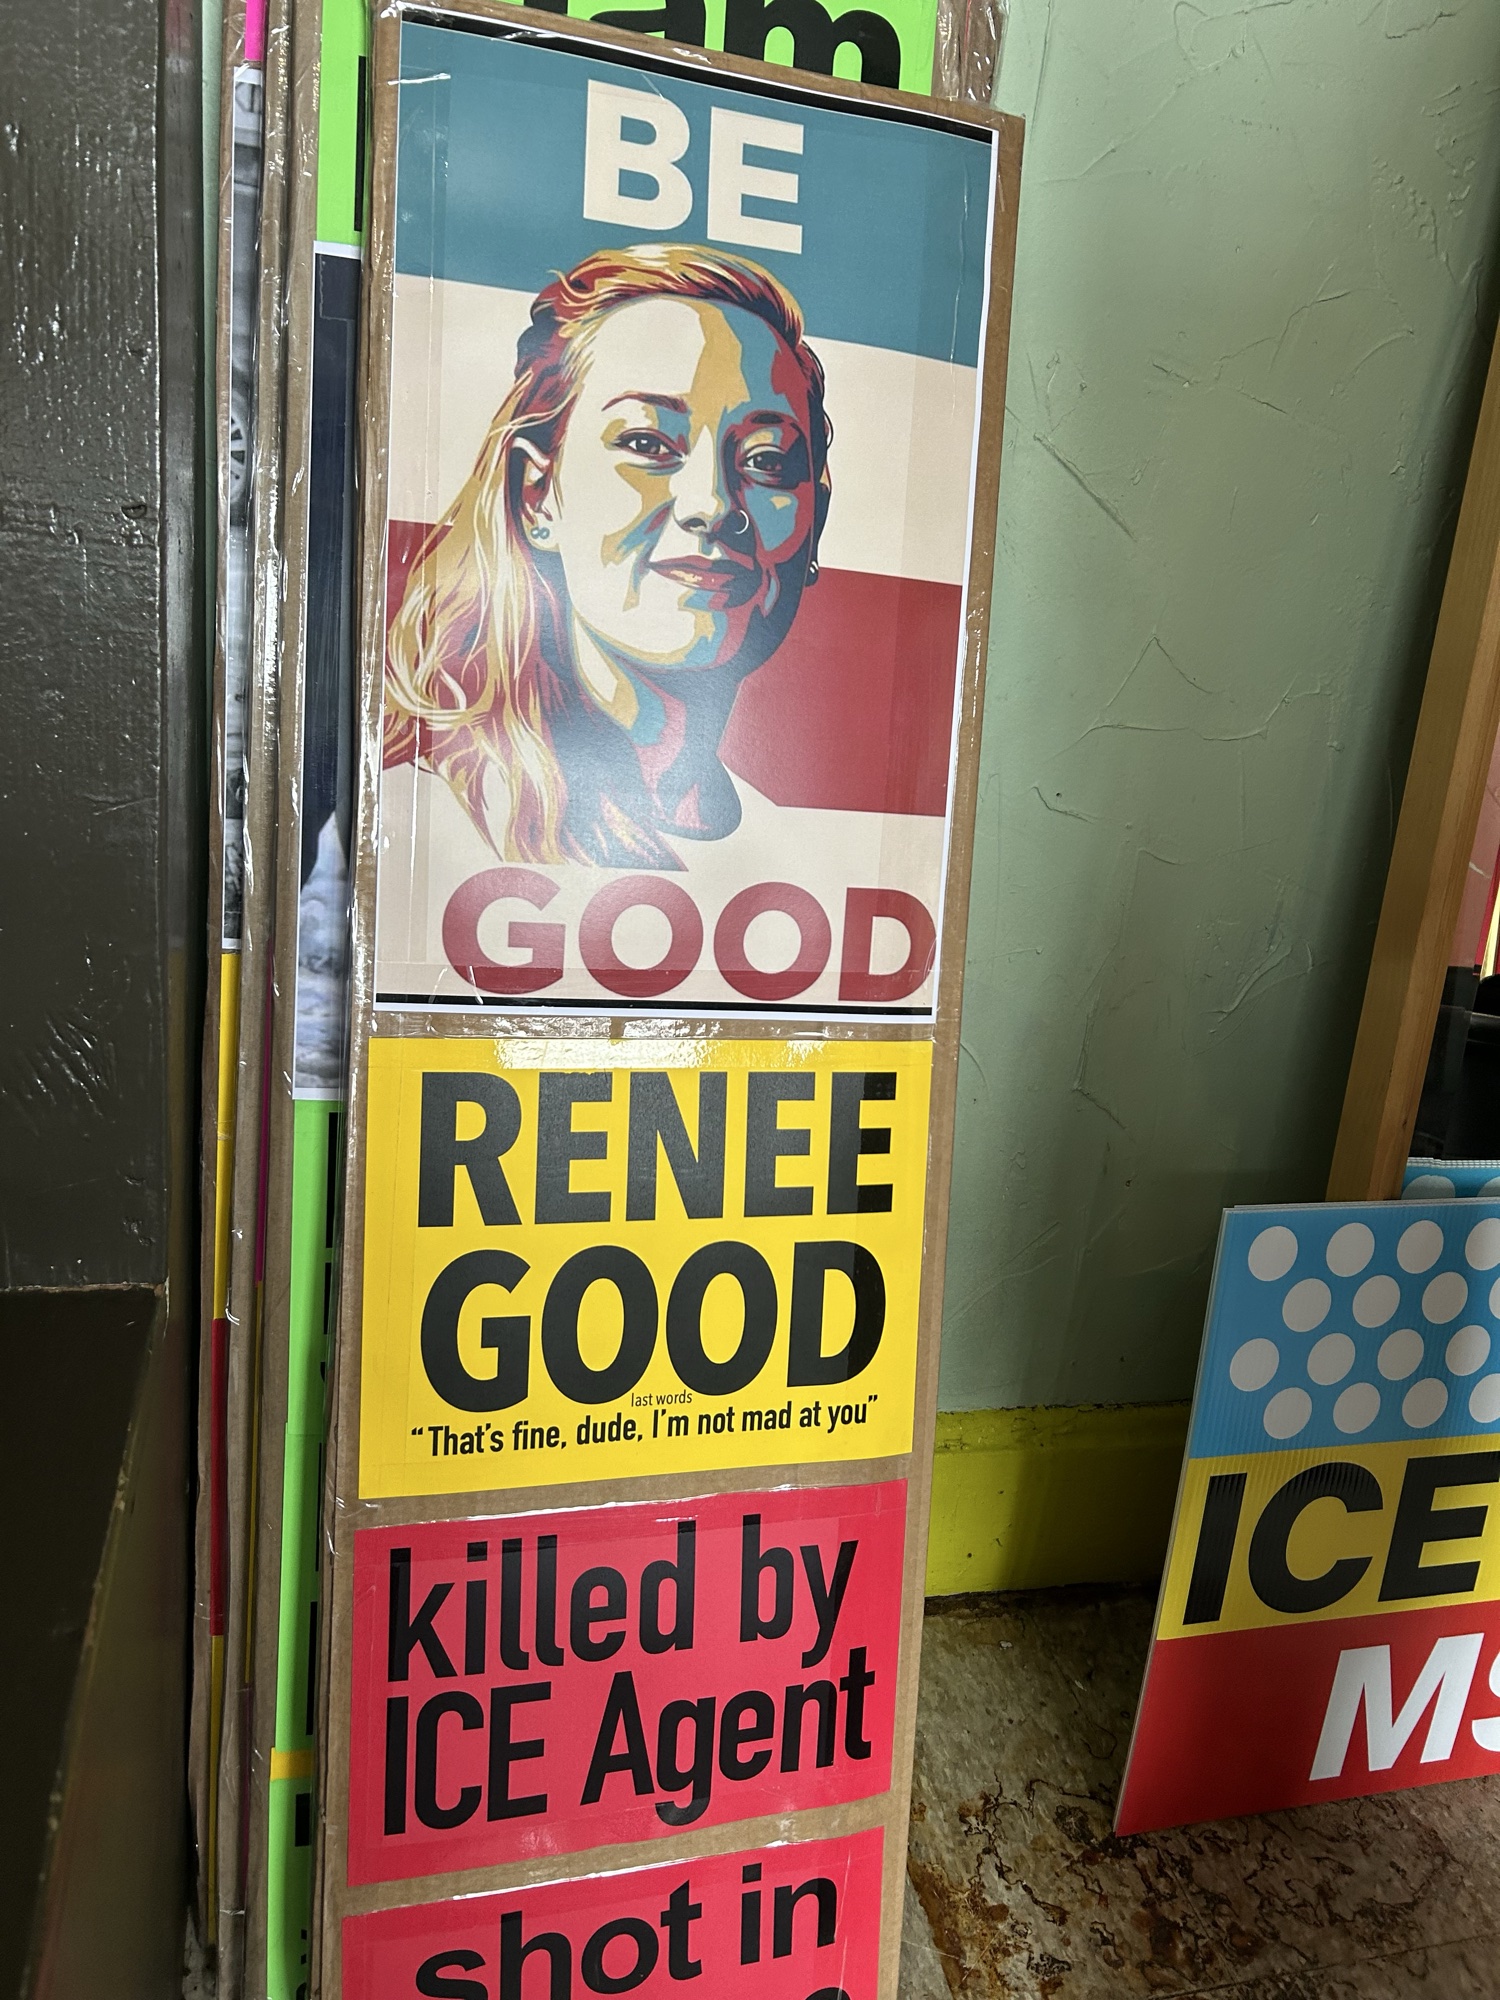 BE
GOOD
RENEE
GOOD
last words
“That’s fine, dude, I’m not mad at you”
killed by
ICE Agent
shot in
ICE